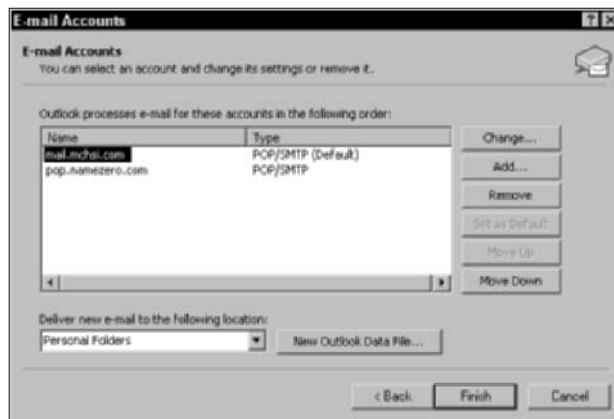 E-mail Accounts
E-mail Accounts
You can select an account and change its settings or remove it.
Outlook processes e-mail for these accounts in the following order:
Name Type
mail.mchsi.com POP/SMTP (Default)
pop.namezero.com POP/SMTP
Change...
Add...
Remove
Set as Default
Move Up
Move Down
Deliver new e-mail to the following location:
Personal Folders New Outlook Data File...
< Back Finish Cancel